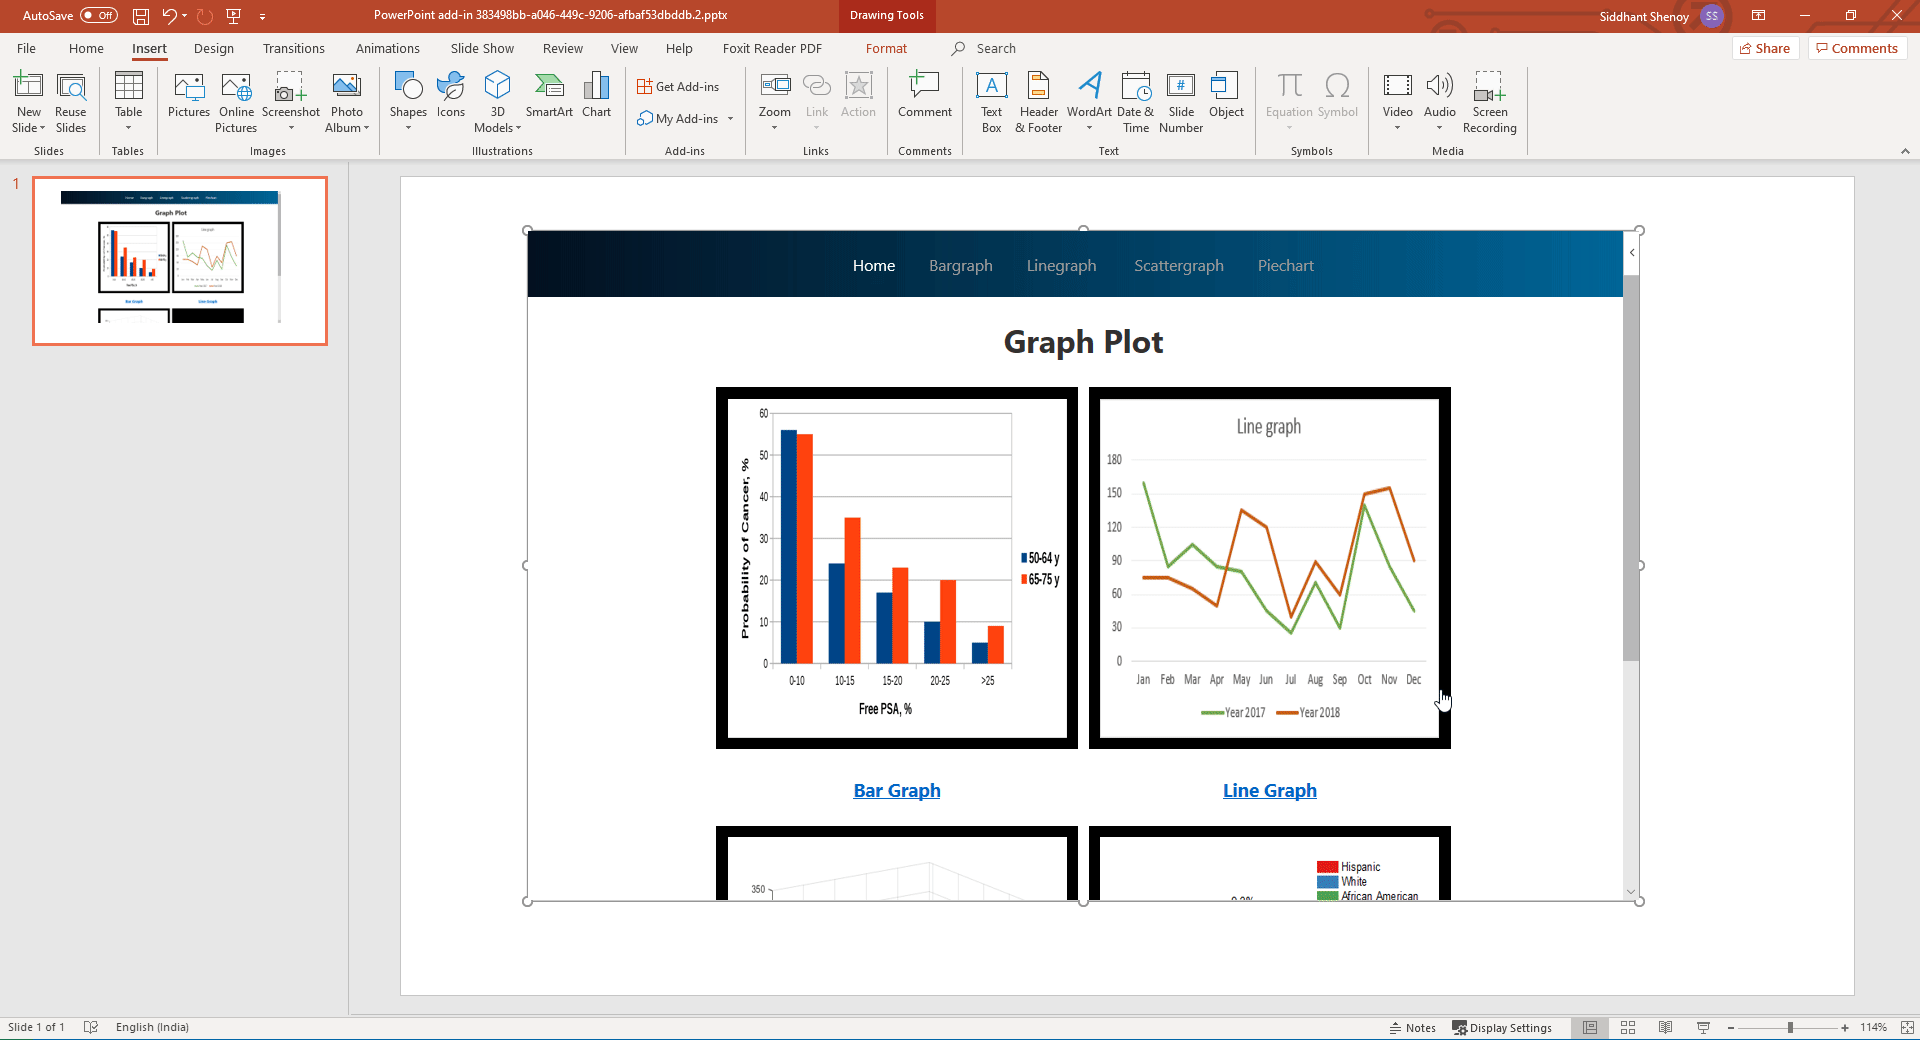 AutoSave Off PowerPoint add-in 383498bb-a046-449c-9206-afbaf53dbddb.2.pptx Drawing Tools Siddhant Shenoy SS
File Home Insert Design Transitions Animations Slide Show Review View Help Foxit Reader PDF Format Search Share Comments
New Slide
Reuse Slides
Slides
Table
Tables
Pictures
Online Pictures
Screenshot
Photo Album
Images
Shapes
Icons
3D Models
SmartArt
Chart
Illustrations
Get Add-ins
My Add-ins
Add-ins
Zoom
Link
Action
Links
Comment
Comments
Text Box
Header & Footer
WordArt
Date & Time
Slide Number
Object
Text
Equation
Symbol
Symbols
Video
Audio
Screen Recording
Media
1
Graph Plot
Home Bargraph Linegraph Scattergraph Piechart
Graph Plot
Probability of Cancer, %
60
50
40
30
20
10
0
0-10 10-15 15-20 20-25 >25
Free PSA, %
50-64 y
65-75 y
Line graph
180
150
120
90
60
30
0
Jan Feb Mar Apr May Jun Jul Aug Sep Oct Nov Dec
Year 2017 Year 2018
Bar Graph Line Graph
350
Hispanic
White
African American
Slide 1 of 1 English (India) Notes Display Settings 114%